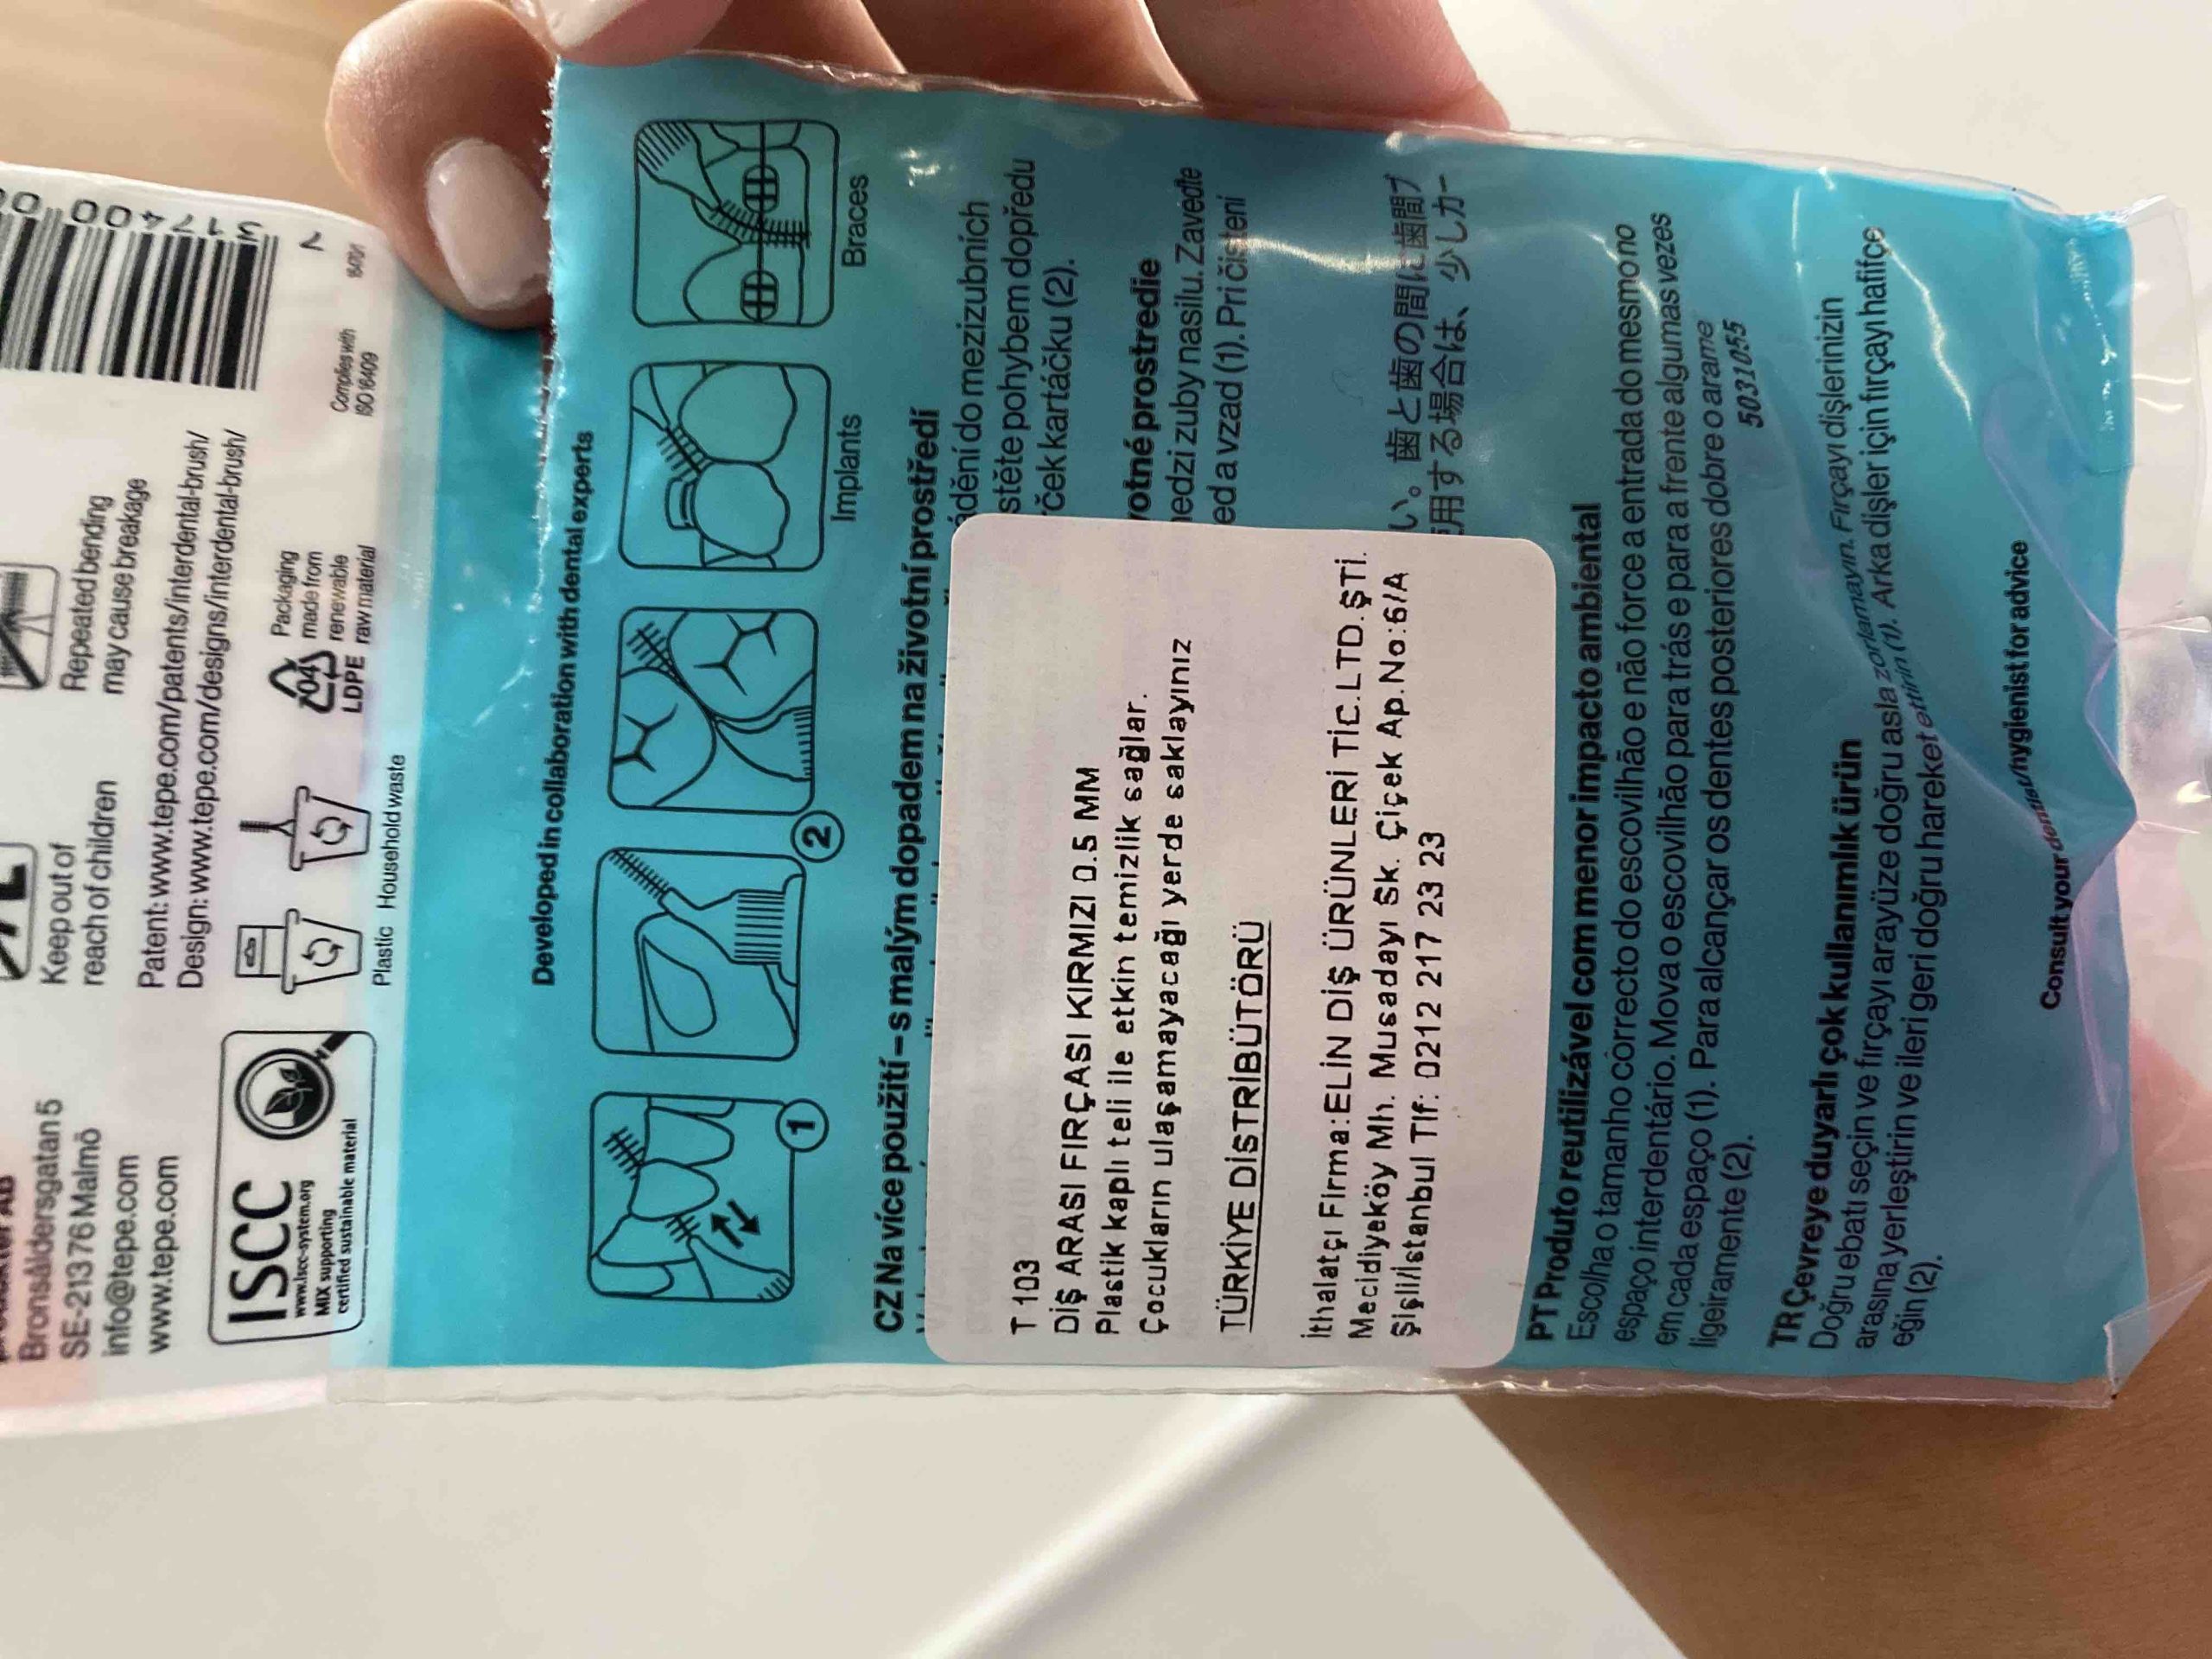 Bronsåldersgatan 5
SE-213 76 Malmö
info@tepe.com
www.tepe.com
Keep out of
reach of children
Repeated bending
may cause breakage
Patent: www.tepe.com/patents/interdental-brush/
Design: www.tepe.com/designs/interdental-brush/
ISCC
www.iscc-system.org
MIX supporting
certified sustainable material
Plastic Household waste
04
LDPE
Packaging
made from
renewable
raw material
Complies with
ISO 16409
Developed in collaboration with dental experts
1
2
Implants
Braces
CZ Na více použití – s malým dopadem na životní prostředí
ádění do mezizubních
stěte pohybem dopředu
ček kartáčku (2).
votné prostredie
medzi zuby nasilu. Zaveďte
ed a vzad (1). Pri čistení
い。歯と歯の間に歯間ブ
用する場合は、少しカー
T 103
DİŞ ARASI FIRÇASI KIRMIZI 0.5 MM
Plastik kaplı teli ile etkin temizlik sağlar.
Çocukların ulaşamayacağı yerde saklayınız
TÜRKİYE DİSTRİBÜTÖRÜ
İthalatçı Firma: ELİN DİŞ ÜRÜNLERİ TİC.LTD.ŞTİ.
Mecidiyeköy Mh. Musadayı Sk. Çiçek Ap.No:6/A
Şişli/İstanbul Tlf: 0212 217 23 23
PT Produto reutilizável com menor impacto ambiental
Escolha o tamanho correcto do escovilhão e não force a entrada do mesmo no
espaço interdentário. Mova o escovilhão para trás e para a frente algumas vezes
em cada espaço (1). Para alcançar os dentes posteriores dobre o arame
ligeiramente (2).
5031055
TR Çevreye duyarlı çok kullanımlık ürün
Doğru ebatı seçin ve fırçayı arayüze doğru asla zorlamayın. Fırçayı dişlerinizin
arasına yerleştirin ve ileri geri doğru hareket ettirin (1). Arka dişler için fırçayı hafifçe
eğin (2).
Consult your dentist/hygienist for advice